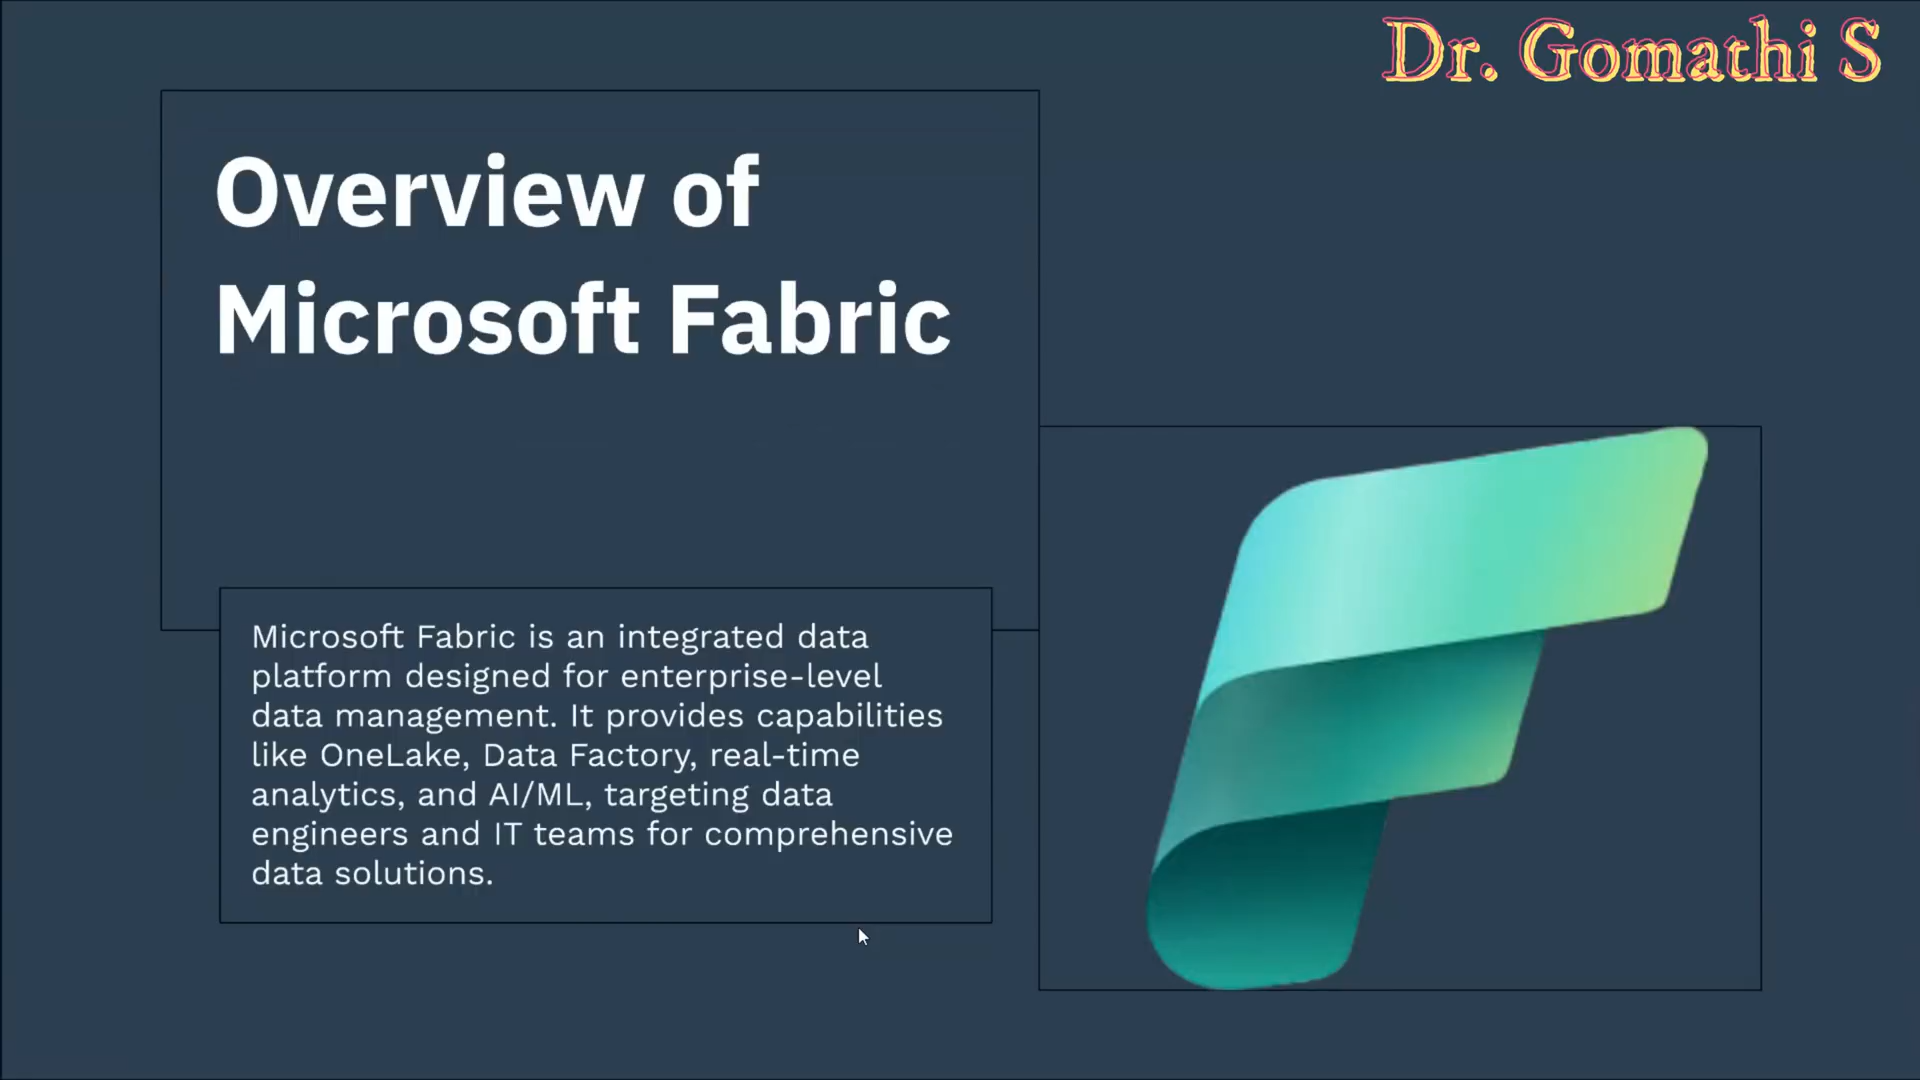 Dr. Gomathi S
Overview of
Microsoft Fabric
Microsoft Fabric is an integrated data
platform designed for enterprise-level
data management. It provides capabilities
like OneLake, Data Factory, real-time
analytics, and AI/ML, targeting data
engineers and IT teams for comprehensive
data solutions.